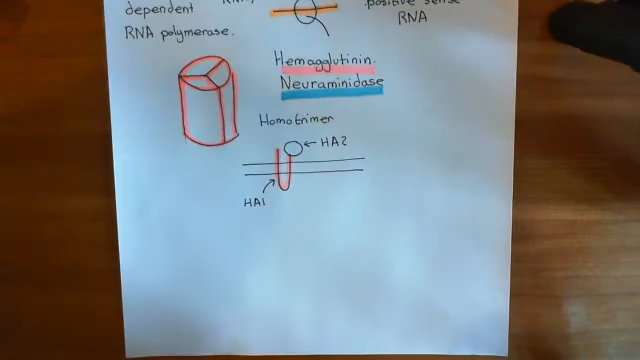 dependent
RNA polymerase.
positive sense
RNA
Hemagglutinin.
Neuraminidase
Homotrimer
HA2
HA1